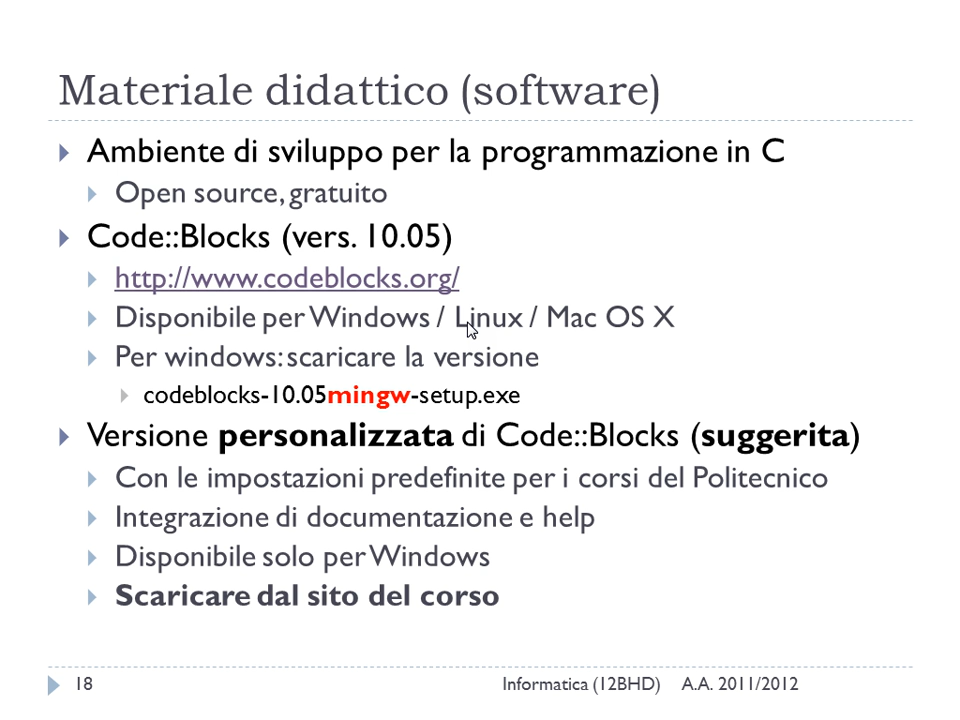 Materiale didattico (software)
Ambiente di sviluppo per la programmazione in C
Open source, gratuito
Code::Blocks (vers. 10.05)
http://www.codeblocks.org/
Disponibile per Windows / Linux / Mac OS X
Per windows: scaricare la versione
codeblocks-10.05mingw-setup.exe
Versione personalizzata di Code::Blocks (suggerita)
Con le impostazioni predefinite per i corsi del Politecnico
Integrazione di documentazione e help
Disponibile solo per Windows
Scaricare dal sito del corso
18 Informatica (12BHD) A.A. 2011/2012